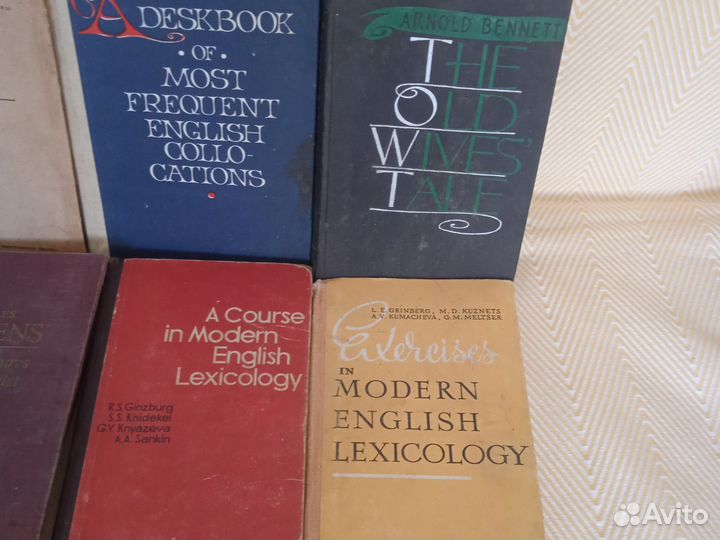 A DESKBOOK
· OF ·
MOST
FREQUENT
ENGLISH
COLLO-
CATIONS
ARNOLD BENNETT
THE
OLD
WIVES'
TALE
ENS
A Course
in Modern
English
Lexicology
R.S. Ginzburg
S.S. Khidekel
G.Y. Knyazeva
A.A. Sankin
L. E. GRINBERG, M. D. KUZNETS
A. V. KUMACHEVA, G. M. MELTSER
Exercises
IN
MODERN
ENGLISH
LEXICOLOGY
Avito